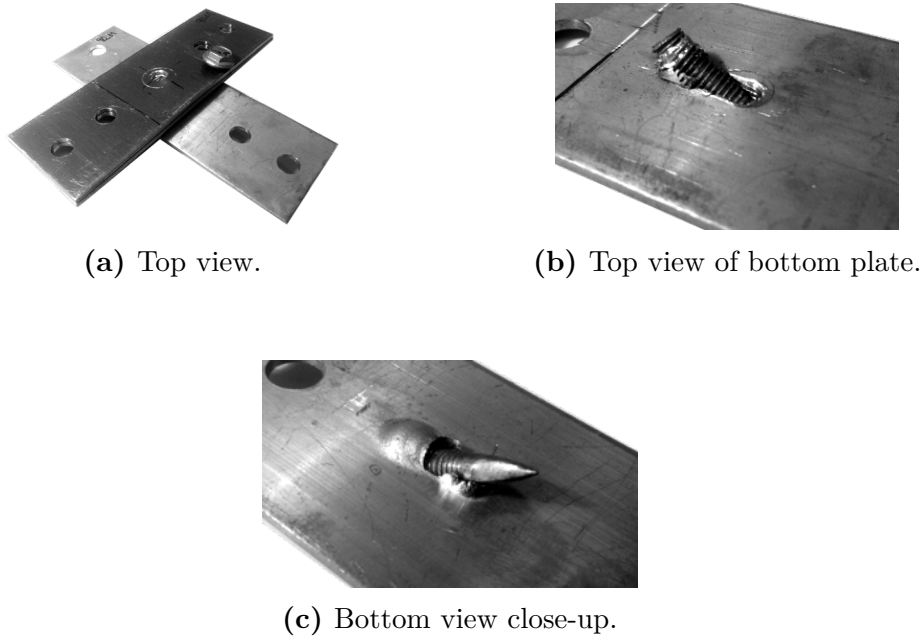 (a) Top view.
(b) Top view of bottom plate.
(c) Bottom view close-up.